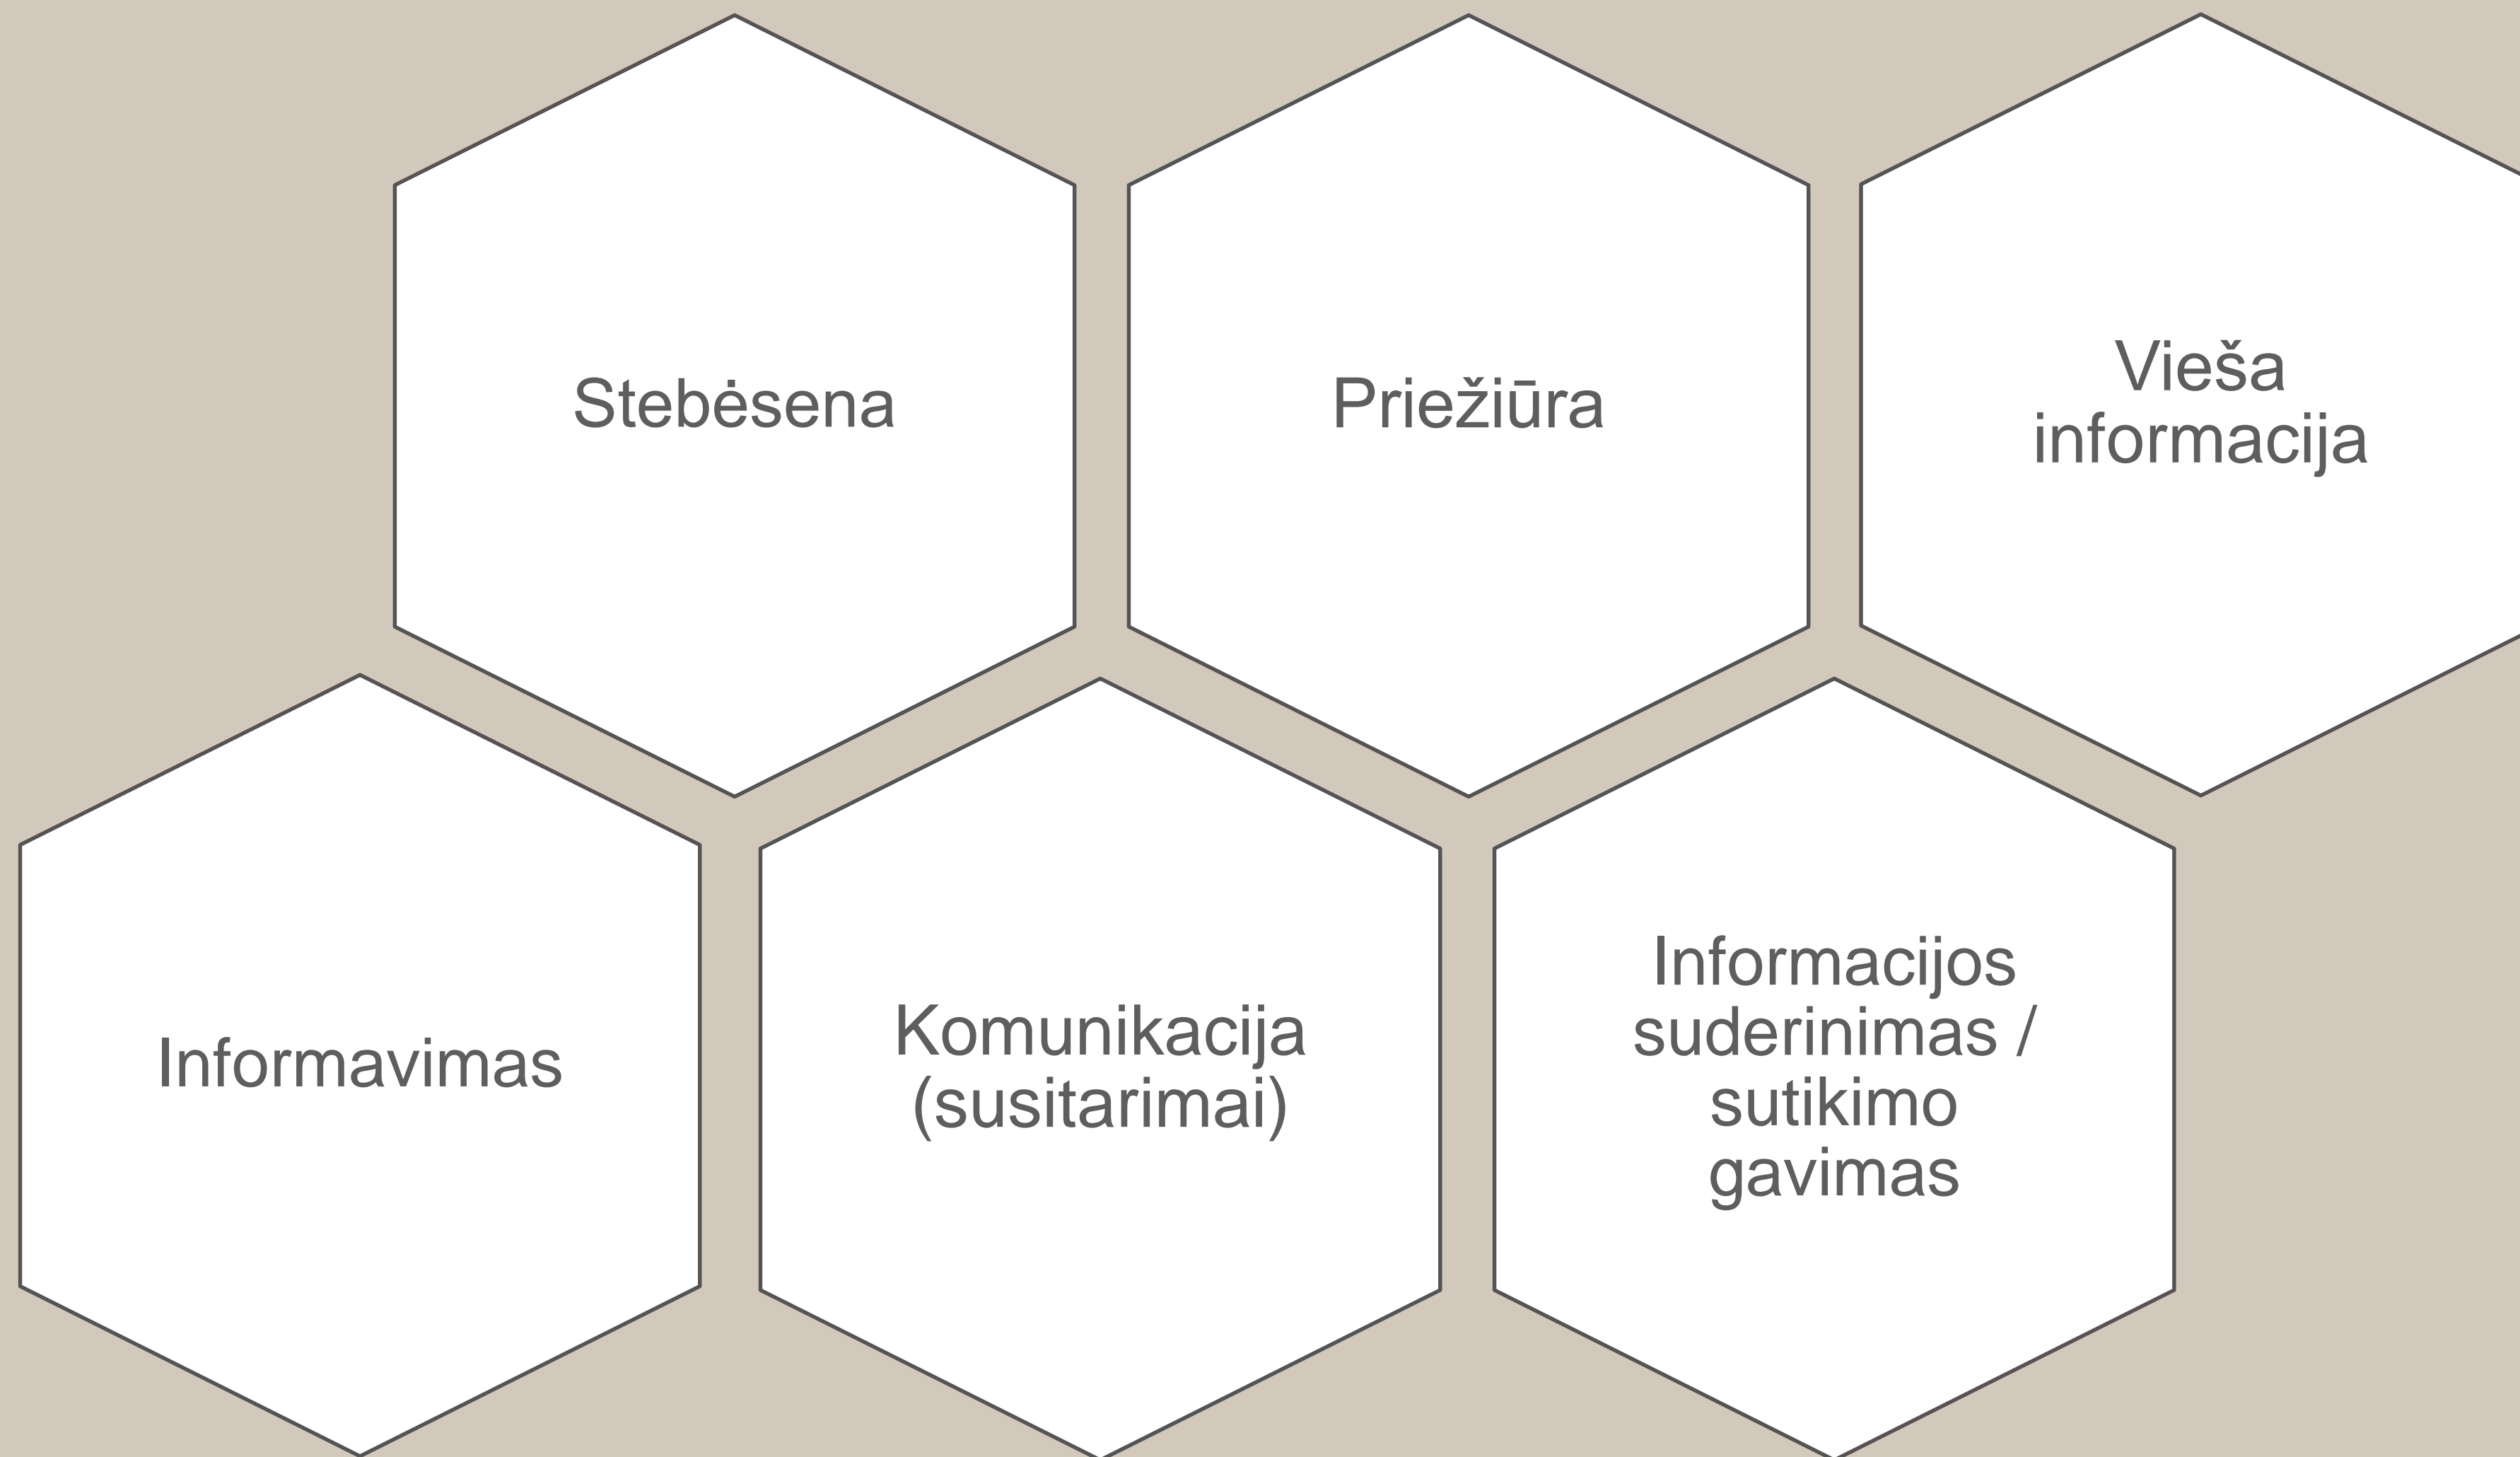 Stebėsena
Priežiūra
Vieša
informacija
Informavimas
Komunikacija
(susitarimai)
Informacijos
suderinimas /
sutikimo
gavimas